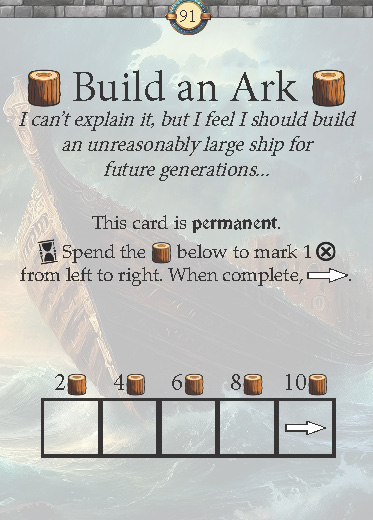 91
Build an Ark
I can't explain it, but I feel I should build
an unreasonably large ship for
future generations...
This card is permanent.
Spend the below to mark 1
from left to right. When complete, .
2 4 6 8 10